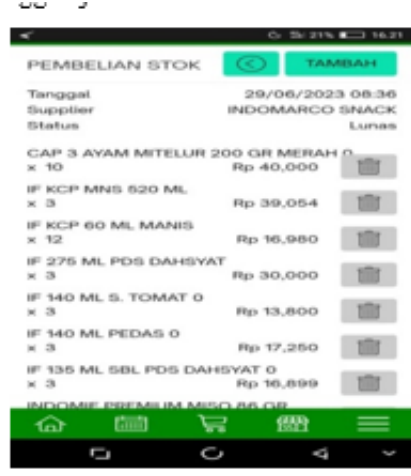 16.21
PEMBELIAN STOK
TAMBAH
Tanggal 29/06/2023 08:36
Supplier INDOMARCO SNACK
Status Lunas
CAP 3 AYAM MITELUR 200 GR MERAH 0
x 10 Rp 40,000
IF KCP MNS 520 ML
x 3 Rp 39,054
IF KCP 60 ML MANIS
x 12 Rp 16,980
IF 275 ML PDS DAHSYAT
x 3 Rp 30,000
IF 140 ML S. TOMAT 0
x 3 Rp 13,800
IF 140 ML PEDAS 0
x 3 Rp 17,250
IF 135 ML SBL PDS DAHSYAT 0
x 3 Rp 16,899
INDOMIE PREMIUM MISO 86 GR